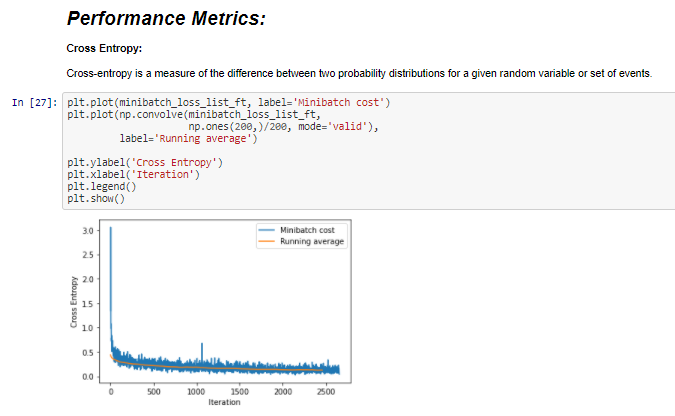 Performance Metrics:
Cross Entropy:
Cross-entropy is a measure of the difference between two probability distributions for a given random variable or set of events.
In [27]: plt.plot(minibatch_loss_list_ft, label='Minibatch cost')
plt.plot(np.convolve(minibatch_loss_list_ft,
np.ones(200,)/200, mode='valid'),
label='Running average')
plt.ylabel('Cross Entropy')
plt.xlabel('Iteration')
plt.legend()
plt.show()
Minibatch cost
Running average
3.0
2.5
2.0
1.5
1.0
0.5
0.0
Cross Entropy
0 500 1000 1500 2000 2500
Iteration